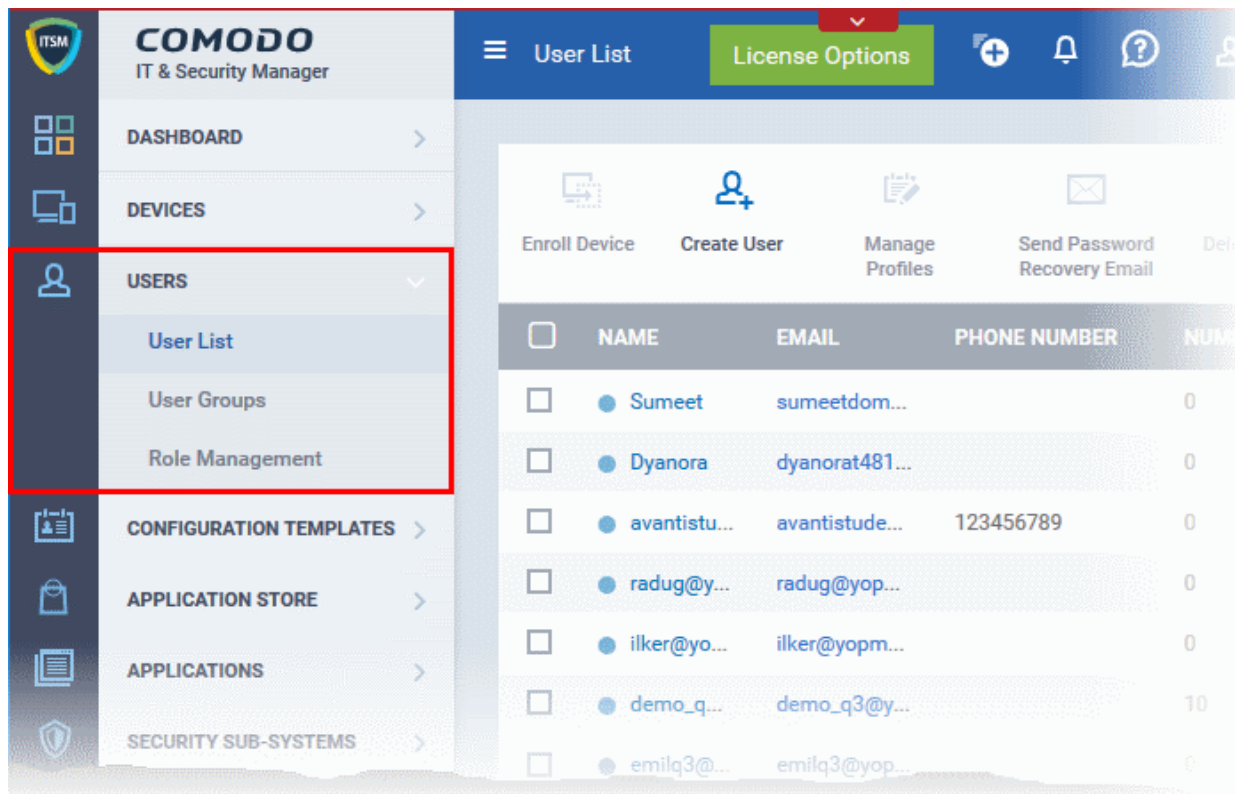 ITSM
COMODO
IT & Security Manager
User List
License Options
DASHBOARD
DEVICES
USERS
User List
User Groups
Role Management
CONFIGURATION TEMPLATES
APPLICATION STORE
APPLICATIONS
SECURITY SUB-SYSTEMS
Enroll Device
Create User
Manage
Profiles
Send Password
Recovery Email
NAME EMAIL PHONE NUMBER
Sumeet sumeetdom... 0
Dyanora dyanorat481... 0
avantistu... avantistude... 123456789 0
radug@y... radug@yop... 0
ilker@yo... ilker@yopm... 0
demo_q... demo_q3@y... 10
emilq3@... emilq3@yop...